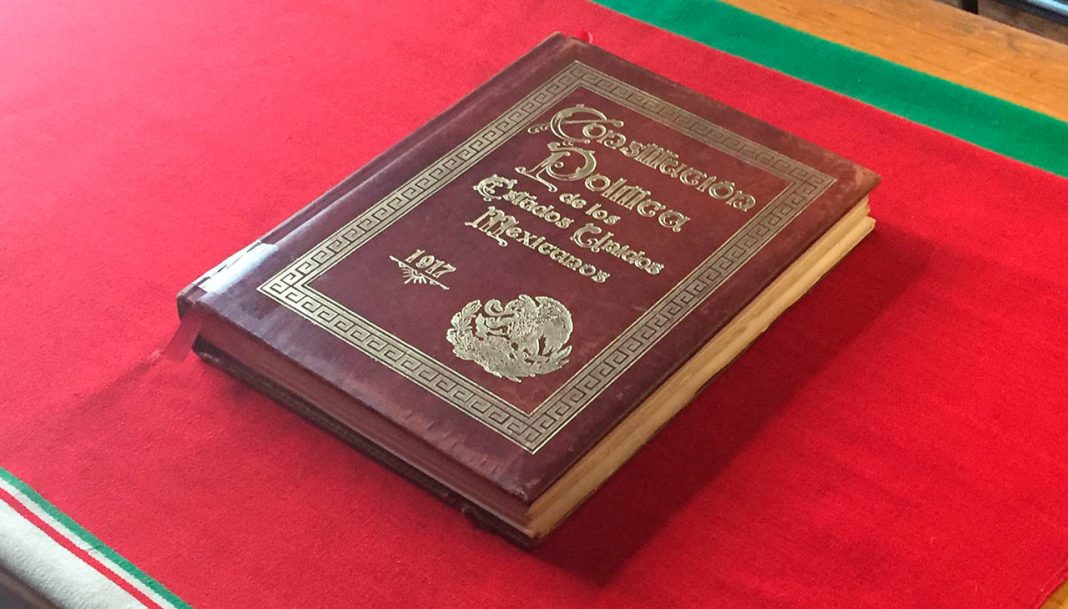 Constitución
Política
de los
Estados Unidos
Mexicanos
1917